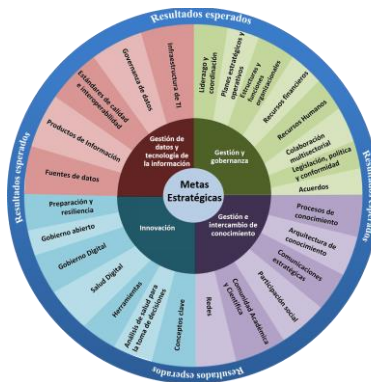 Resultados esperados
Resultados esperados
Resultados esperados
Resultados esperados
Metas
Estratégicas
Gestión de
datos y
tecnología de
la información
Fuentes de datos
Productos de información
Estándares de calidad
e interoperabilidad
Governanza de datos
Infraestructura de TI
Gestión y
gobernanza
Liderazgo y
coordinación
Planes estratégicos y
operativos
Estructuras y
funciones
organizacionales
Recursos financieros
Recursos Humanos
Colaboración
multisectorial
Legislación, política
y conformidad
Acuerdos
Gestión e
intercambio de
conocimiento
Procesos de
conocimiento
Arquitectura de
conocimiento
Comunicaciones
estratégicas
Participación social
Comunidad Académica
y Científica
Redes
Innovación
Conceptos clave
Análisis de salud para
la toma de decisiones
Herramientas
Salud Digital
Gobierno Digital
Gobierno abierto
Preparación y
resiliencia